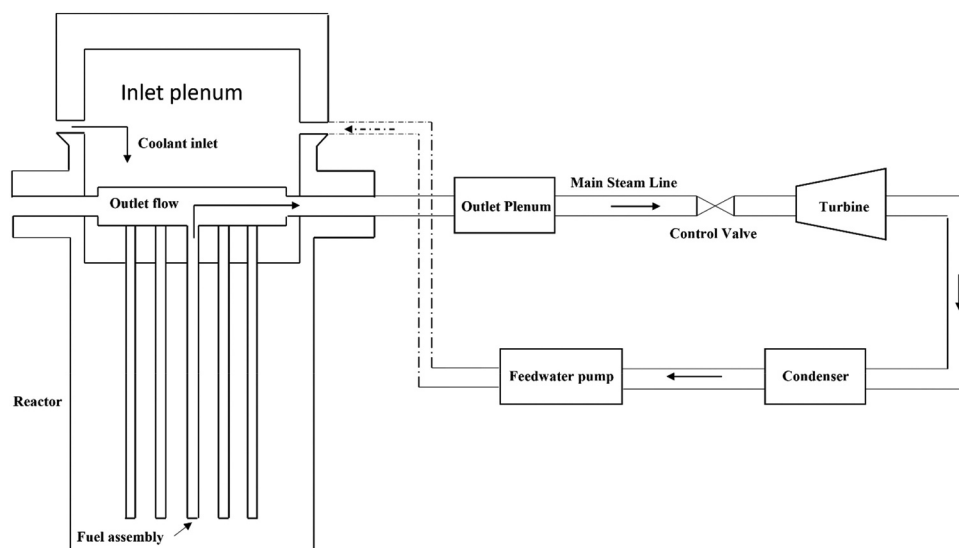 Inlet plenum
Coolant inlet
Outlet flow
Main Steam Line
Outlet Plenum
Turbine
Control Valve
Feedwater pump
Condenser
Reactor
Fuel assembly